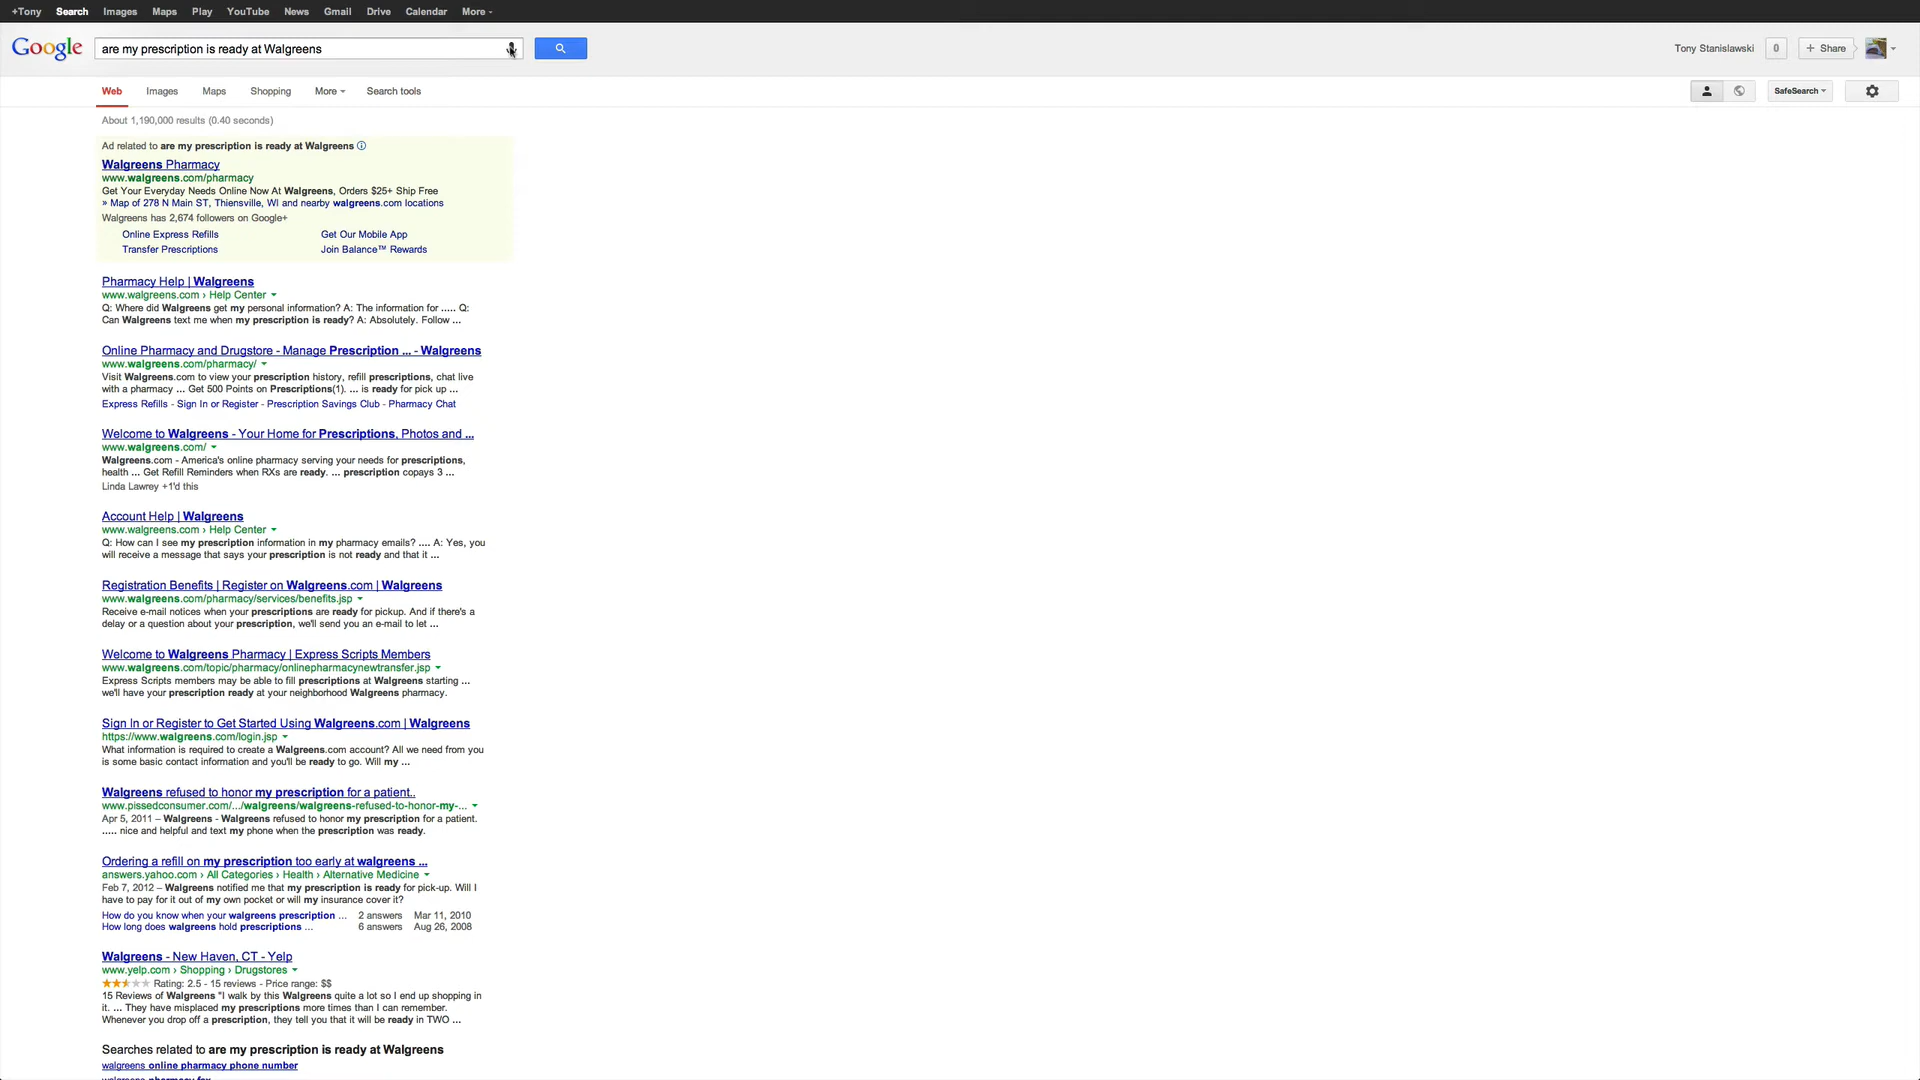 +Tony Search Images Maps Play YouTube News Gmail Drive Calendar More
Google are my prescription is ready at Walgreens Tony Stanislawski 0 + Share
Web Images Maps Shopping More Search tools SafeSearch
About 1,190,000 results (0.40 seconds)
Ad related to are my prescription is ready at Walgreens
Walgreens Pharmacy
www.walgreens.com/pharmacy
Get Your Everyday Needs Online Now At Walgreens, Orders $25+ Ship Free
» Map of 278 N Main ST, Thiensville, WI and nearby walgreens.com locations
Walgreens has 2,674 followers on Google+
Online Express Refills Get Our Mobile App
Transfer Prescriptions Join Balance™ Rewards
Pharmacy Help | Walgreens
www.walgreens.com › Help Center
Q: Where did Walgreens get my personal information? A: The information for ..... Q:
Can Walgreens text me when my prescription is ready? A: Absolutely. Follow ...
Online Pharmacy and Drugstore - Manage Prescription ... - Walgreens
www.walgreens.com/pharmacy/
Visit Walgreens.com to view your prescription history, refill prescriptions, chat live
with a pharmacy ... Get 500 Points on Prescriptions(1). ... is ready for pick up ...
Express Refills - Sign In or Register - Prescription Savings Club - Pharmacy Chat
Welcome to Walgreens - Your Home for Prescriptions, Photos and ...
www.walgreens.com/
Walgreens.com - America's online pharmacy serving your needs for prescriptions,
health ... Get Refill Reminders when RXs are ready. ... prescription copays 3 ...
Linda Lawrey +1'd this
Account Help | Walgreens
www.walgreens.com › Help Center
Q: How can I see my prescription information in my pharmacy emails? .... A: Yes, you
will receive a message that says your prescription is not ready and that it ...
Registration Benefits | Register on Walgreens.com | Walgreens
www.walgreens.com/pharmacy/services/benefits.jsp
Receive e-mail notices when your prescriptions are ready for pickup. And if there's a
delay or a question about your prescription, we'll send you an e-mail to let ...
Welcome to Walgreens Pharmacy | Express Scripts Members
www.walgreens.com/topic/pharmacy/onlinepharmacynewtransfer.jsp
Express Scripts members may be able to fill prescriptions at Walgreens starting ...
we'll have your prescription ready at your neighborhood Walgreens pharmacy.
Sign In or Register to Get Started Using Walgreens.com | Walgreens
https://www.walgreens.com/login.jsp
What information is required to create a Walgreens.com account? All we need from you
is some basic contact information and you'll be ready to go. Will my ...
Walgreens refused to honor my prescription for a patient..
www.pissedconsumer.com/.../walgreens/walgreens-refused-to-honor-my-...
Apr 5, 2011 – Walgreens - Walgreens refused to honor my prescription for a patient.
..... nice and helpful and text my phone when the prescription was ready.
Ordering a refill on my prescription too early at walgreens ...
answers.yahoo.com › All Categories › Health › Alternative Medicine
Feb 7, 2012 – Walgreens notified me that my prescription is ready for pick-up. Will I
have to pay for it out of my own pocket or will my insurance cover it?
How do you know when your walgreens prescription ... 2 answers Mar 11, 2010
How long does walgreens hold prescriptions ... 6 answers Aug 26, 2008
Walgreens - New Haven, CT - Yelp
www.yelp.com › Shopping › Drugstores
Rating: 2.5 - 15 reviews - Price range: $$
15 Reviews of Walgreens "I walk by this Walgreens quite a lot so I end up shopping in
it. ... They have misplaced my prescriptions more times than I can remember.
Whenever you drop off a prescription, they tell you that it will be ready in TWO ...
Searches related to are my prescription is ready at Walgreens
walgreens online pharmacy phone number
walgreens pharmacy fax